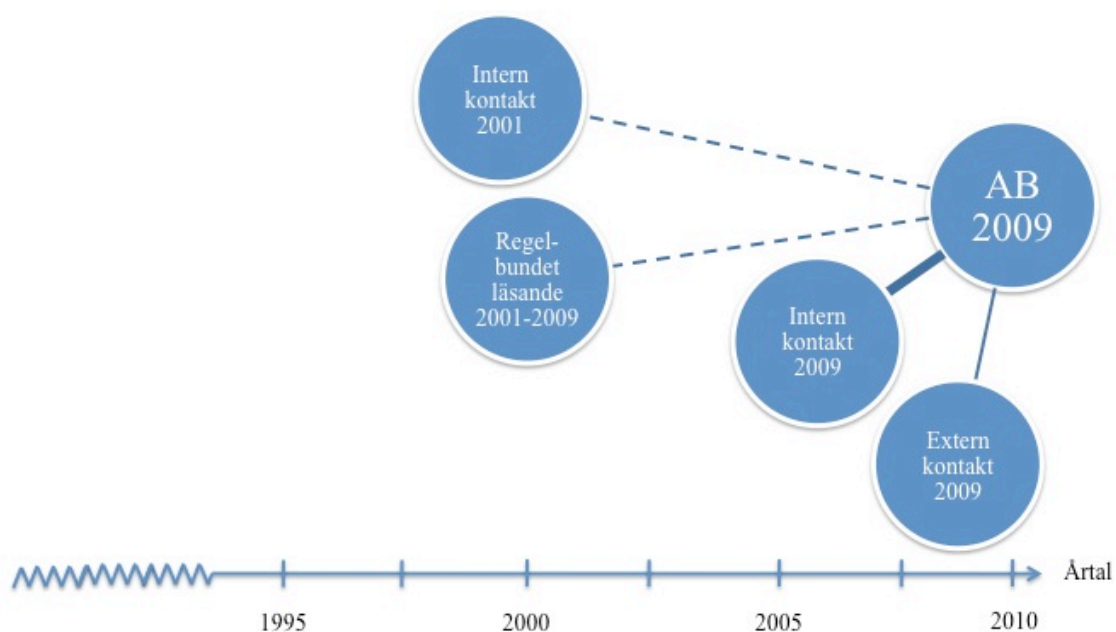 Intern
kontakt
2001
AB
2009
Regel-
bundet
läsande
2001-2009
Intern
kontakt
2009
Extern
kontakt
2009
Årtal
1995
2000
2005
2010